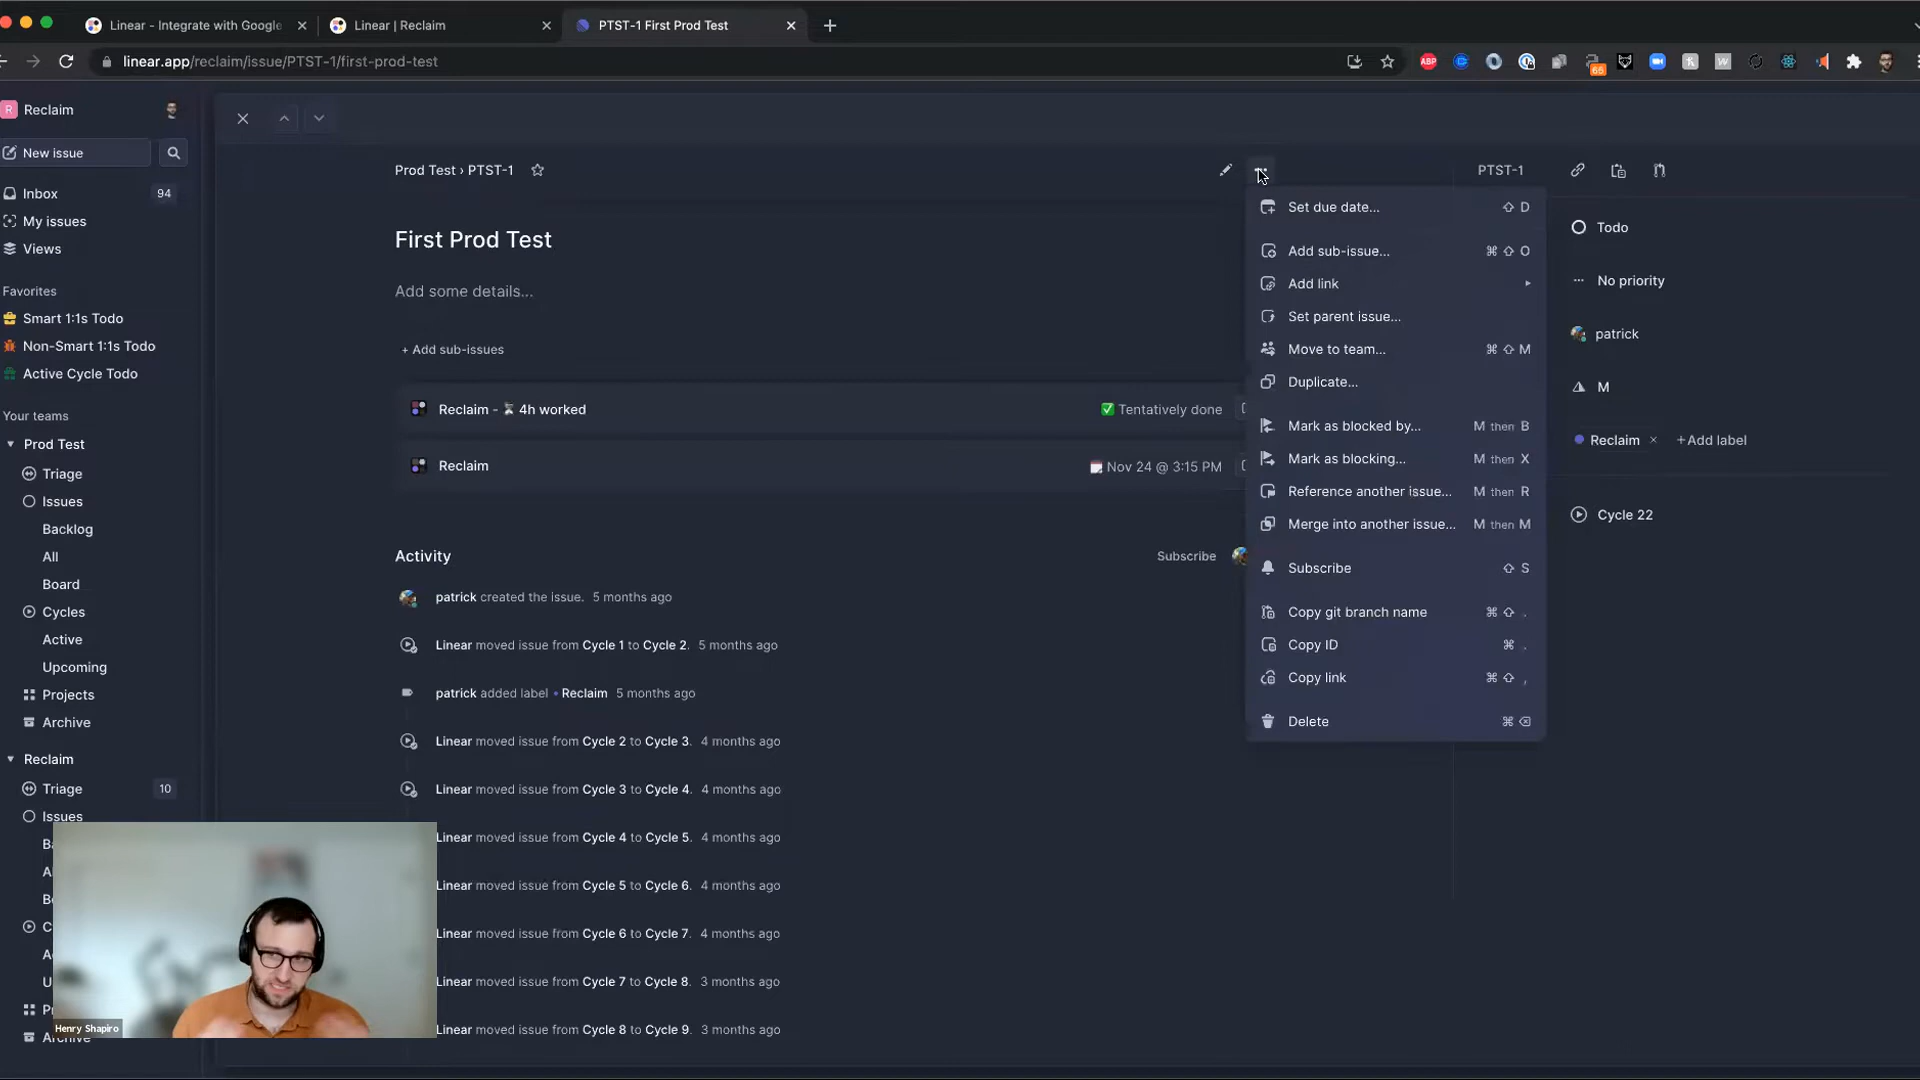 Linear - Integrate with Google
Linear | Reclaim
PTST-1 First Prod Test
linear.app/reclaim/issue/PTST-1/first-prod-test
ABP
65
W
R
Reclaim
New issue
Inbox
94
My issues
Views
Favorites
Smart 1:1s Todo
Non-Smart 1:1s Todo
Active Cycle Todo
Your teams
Prod Test
Triage
Issues
Backlog
All
Board
Cycles
Active
Upcoming
Projects
Archive
Reclaim
Triage
10
Issues
Archive
Henry Shapiro
Prod Test › PTST-1
First Prod Test
Add some details...
+ Add sub-issues
Reclaim - ⌛ 4h worked
✅ Tentatively done
Reclaim
Nov 24 @ 3:15 PM
Activity
Subscribe
patrick created the issue. 5 months ago
Linear moved issue from Cycle 1 to Cycle 2. 5 months ago
patrick added label • Reclaim 5 months ago
Linear moved issue from Cycle 2 to Cycle 3. 4 months ago
Linear moved issue from Cycle 3 to Cycle 4. 4 months ago
Linear moved issue from Cycle 4 to Cycle 5. 4 months ago
Linear moved issue from Cycle 5 to Cycle 6. 4 months ago
Linear moved issue from Cycle 6 to Cycle 7. 4 months ago
Linear moved issue from Cycle 7 to Cycle 8. 3 months ago
Linear moved issue from Cycle 8 to Cycle 9. 3 months ago
Set due date... ⇧ D
Add sub-issue... ⌘ ⇧ O
Add link
Set parent issue...
Move to team... ⌘ ⇧ M
Duplicate...
Mark as blocked by... M then B
Mark as blocking... M then X
Reference another issue... M then R
Merge into another issue... M then M
Subscribe ⇧ S
Copy git branch name ⌘ ⇧ .
Copy ID ⌘ .
Copy link ⌘ ⇧ ,
Delete ⌘ ⌫
PTST-1
Todo
No priority
patrick
M
Reclaim × +Add label
Cycle 22